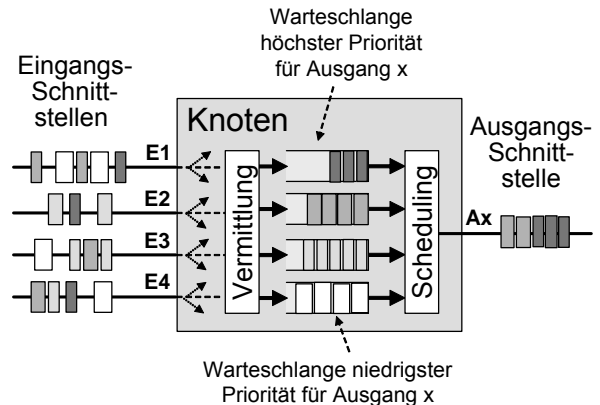 Warteschlange
höchster Priorität
für Ausgang x
Eingangs-
Schnitt-
stellen
Knoten
Ausgangs-
Schnitt-
stelle
E1
E2
E3
E4
Vermittlung
Scheduling
Ax
Warteschlange niedrigster
Priorität für Ausgang x